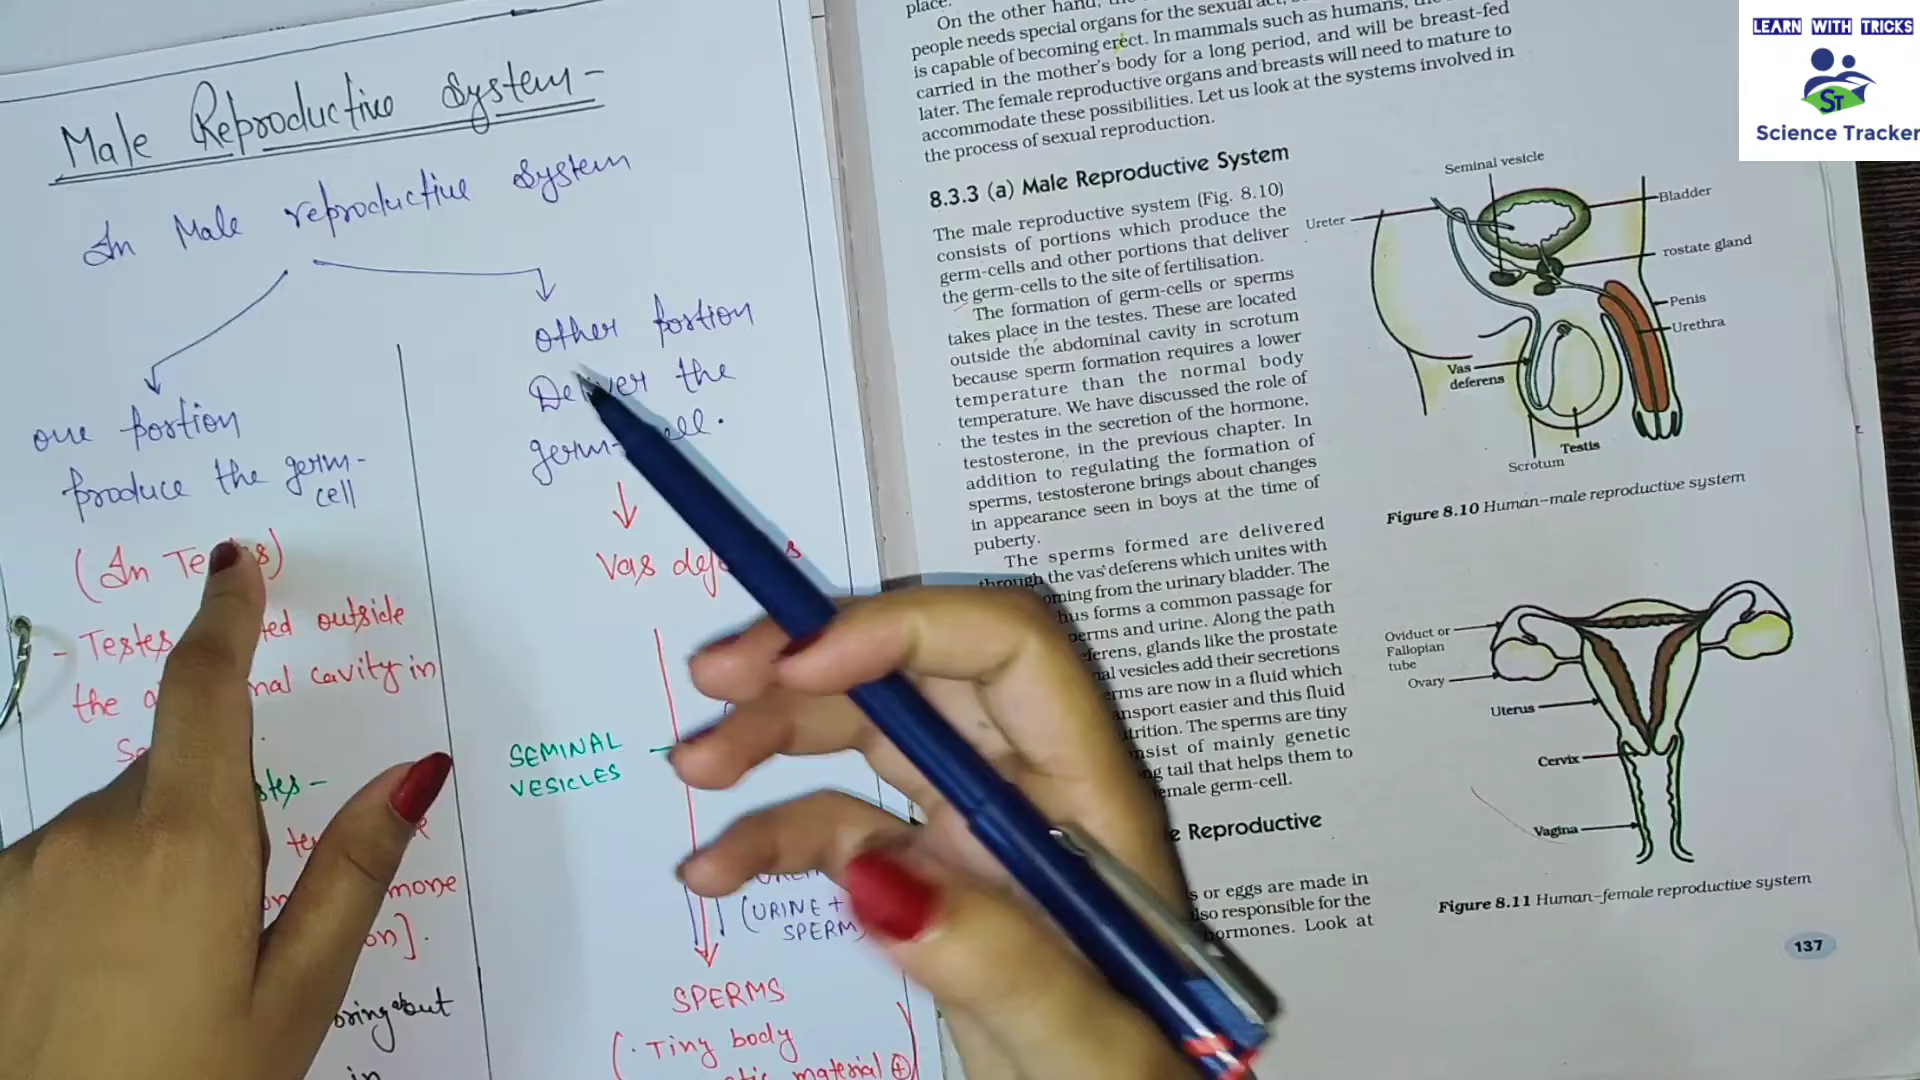 Male Reproductive System-
In Male reproductive system
one portion
produce the germ-
cell
(In Testes)
- Testes outside
the cavity in
temp
mone
on].
bring about
in
other portion
Deliver the
germ- cell.
Vas def s
SEMINAL
VESICLES
(URINE +
SPERM)
SPERMS
(. Tiny body
material ⊕
place.
On the other hand, the
people needs special organs for the sexual act,
is capable of becoming erect. In mammals such as humans, the
carried in the mother's body for a long period, and will be breast-fed
later. The female reproductive organs and breasts will need to mature to
accommodate these possibilities. Let us look at the systems involved in
the process of sexual reproduction.
8.3.3 (a) Male Reproductive System
The male reproductive system (Fig. 8.10)
consists of portions which produce the
germ-cells and other portions that deliver
the germ-cells to the site of fertilisation.
The formation of germ-cells or sperms
takes place in the testes. These are located
outside the abdominal cavity in scrotum
because sperm formation requires a lower
temperature than the normal body
temperature. We have discussed the role of
the testes in the secretion of the hormone,
testosterone, in the previous chapter. In
addition to regulating the formation of
sperms, testosterone brings about changes
in appearance seen in boys at the time of
puberty.
The sperms formed are delivered
through the vas deferens which unites with
oming from the urinary bladder. The
hus forms a common passage for
perms and urine. Along the path
eferens, glands like the prostate
nal vesicles add their secretions
erms are now in a fluid which
ansport easier and this fluid
utrition. The sperms are tiny
nsist of mainly genetic
ng tail that helps them to
emale germ-cell.
e Reproductive
s or eggs are made in
lso responsible for the
hormones. Look at
Seminal vesicle
Ureter
Bladder
rostate gland
Penis
Urethra
Vas
deferens
Testis
Scrotum
Figure 8.10 Human–male reproductive system
Oviduct or
Fallopian
tube
Ovary
Uterus
Cervix
Vagina
Figure 8.11 Human–female reproductive system
137
LEARN WITH TRICKS
ST
Science Tracker